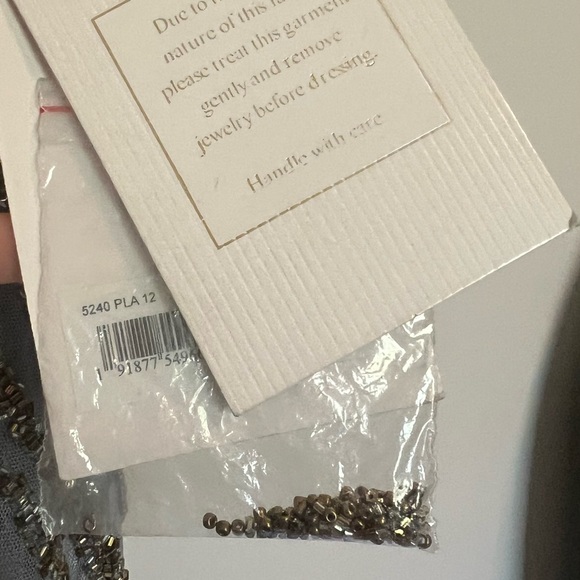 Due to
nature of this
please treat this garment
gently and remove
jewelry before dressing.
Handle with care
5240 PLA 12
1 91877 549